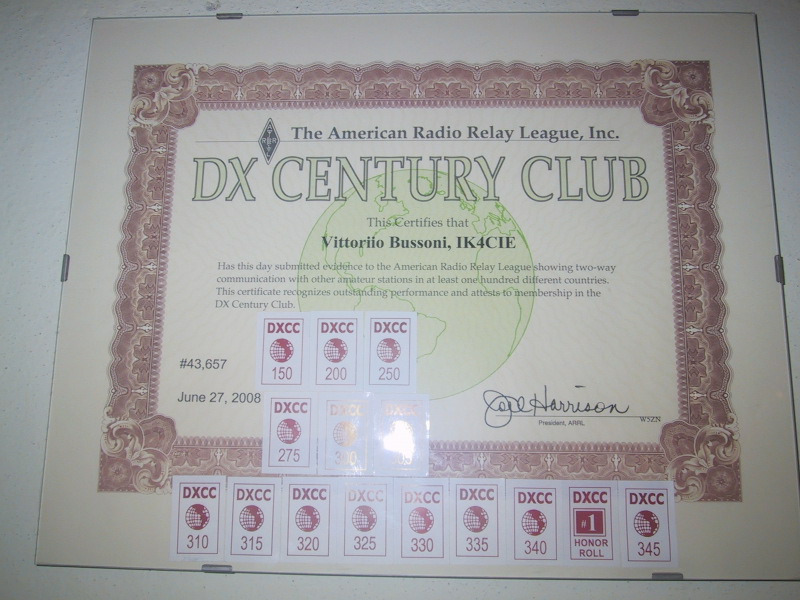 The American Radio Relay League, Inc.
DX CENTURY CLUB
This Certifies that
Vittoriio Bussoni, IK4CIE
Has this day submitted evidence to the American Radio Relay League showing two-way
communication with other amateur stations in at least one hundred different countries.
This certificate recognizes outstanding performance and attests to membership in the
DX Century Club.
DXCC DXCC DXCC
150 200 250
#43,657
June 27, 2008
Joel Harrison
W5ZN
President, ARRL
DXCC
275
DXCC DXCC DXCC DXCC DXCC DXCC DXCC DXCC DXCC
#1
310 315 320 325 330 335 340 HONOR ROLL 345